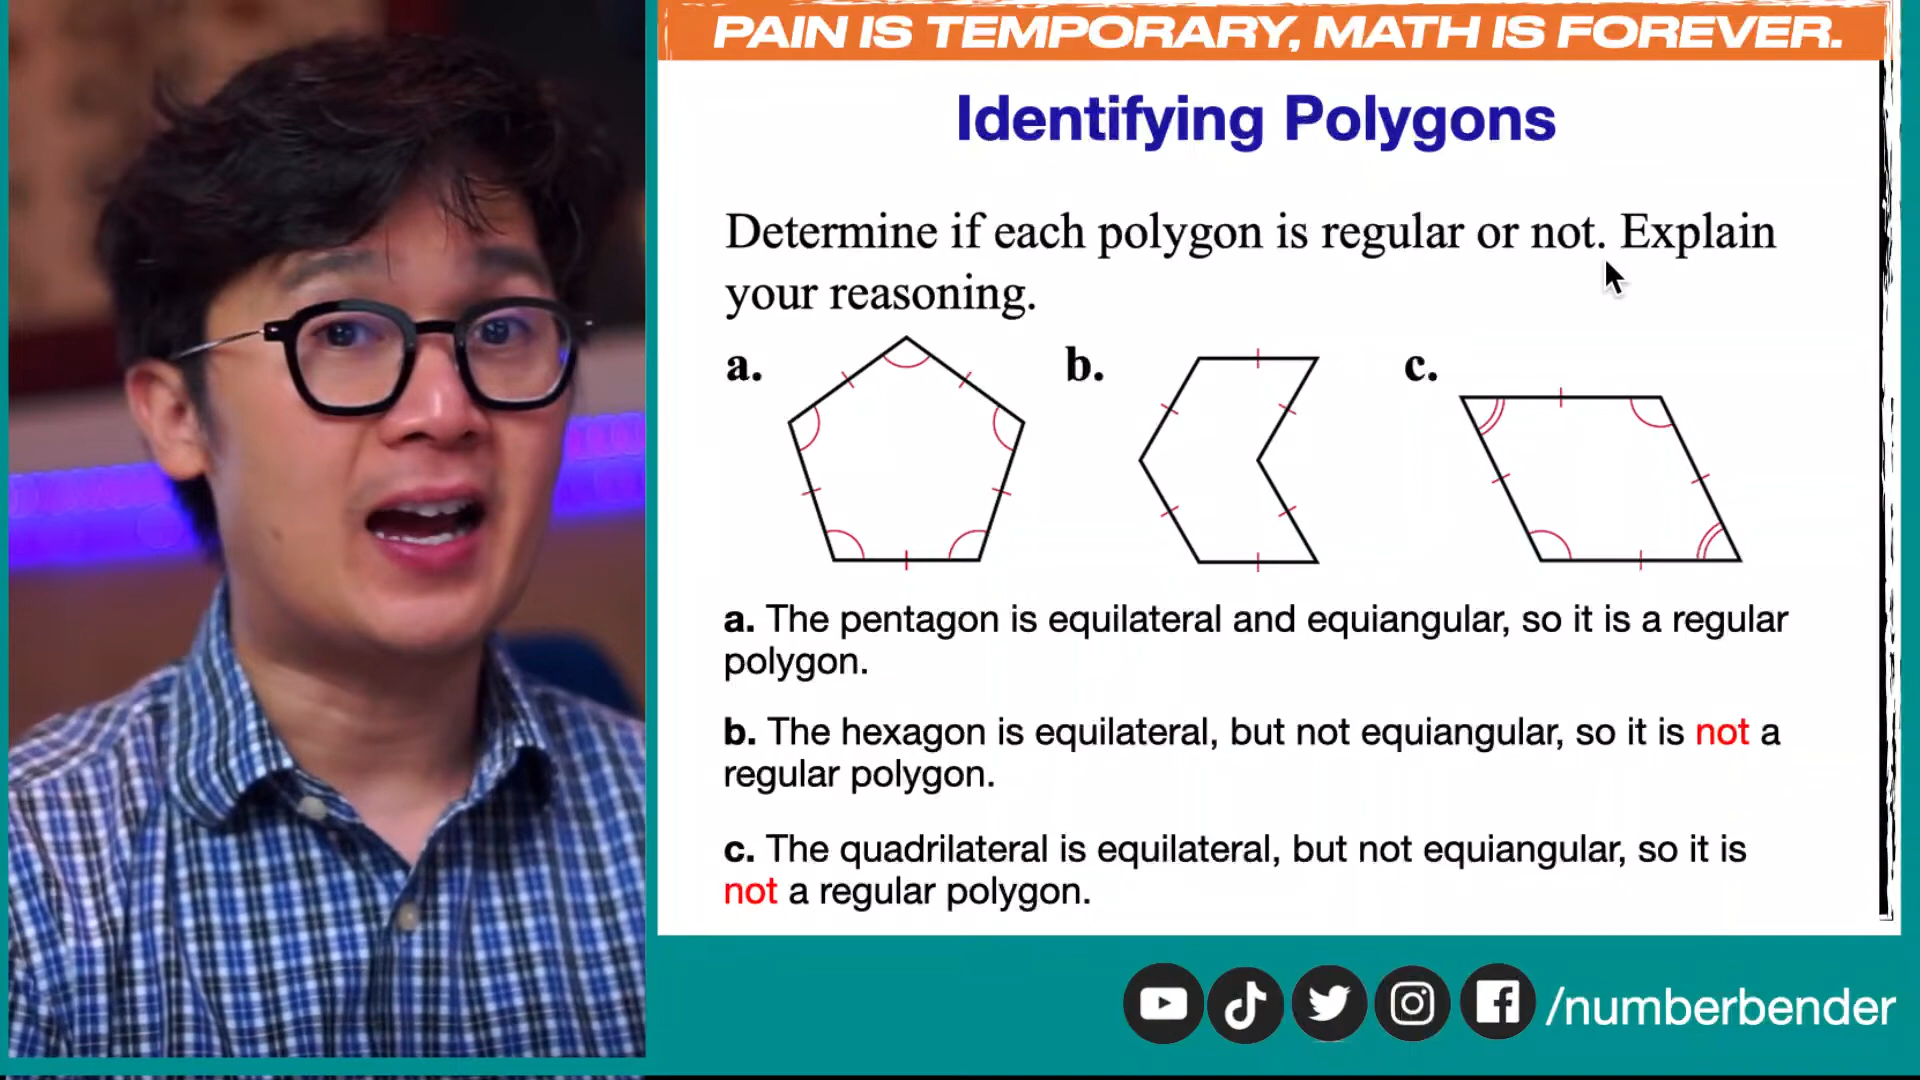 PAIN IS TEMPORARY, MATH IS FOREVER.
Identifying Polygons
Determine if each polygon is regular or not. Explain
your reasoning.
a. b. c.
a. The pentagon is equilateral and equiangular, so it is a regular
polygon.
b. The hexagon is equilateral, but not equiangular, so it is not a
regular polygon.
c. The quadrilateral is equilateral, but not equiangular, so it is
not a regular polygon.
/numberbender